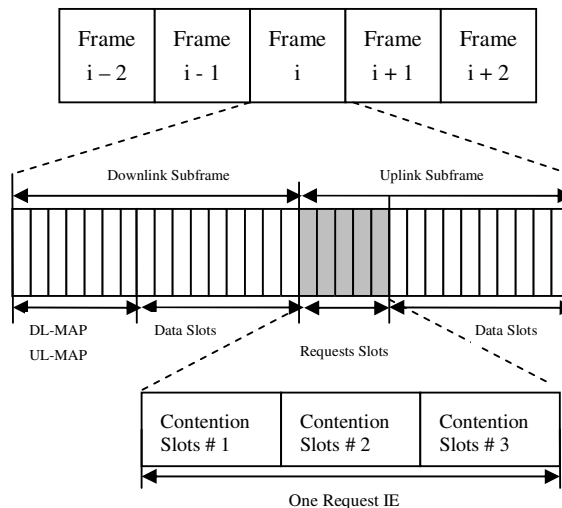 Frame Frame Frame Frame Frame
i – 2 i - 1 i i + 1 i + 2
Downlink Subframe Uplink Subframe
DL-MAP Data Slots Data Slots
UL-MAP Requests Slots
Contention Contention Contention
Slots # 1 Slots # 2 Slots # 3
One Request IE